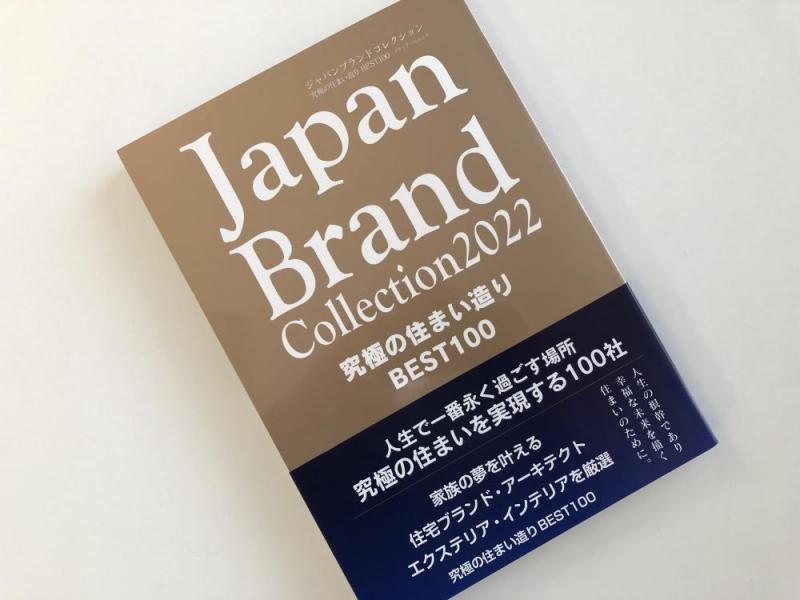 ジャパンブランドコレクション
究極の住まい造り BEST100
Japan
Brand
Collection2022
究極の住まい造り
BEST100
人生で一番永く過ごす場所
究極の住まいを実現する100社
人生の根幹であり
幸福な未来を描く
住まいのために。
家族の夢を叶える
住宅ブランド・アーキテクト
エクステリア・インテリアを厳選
究極の住まい造り BEST100